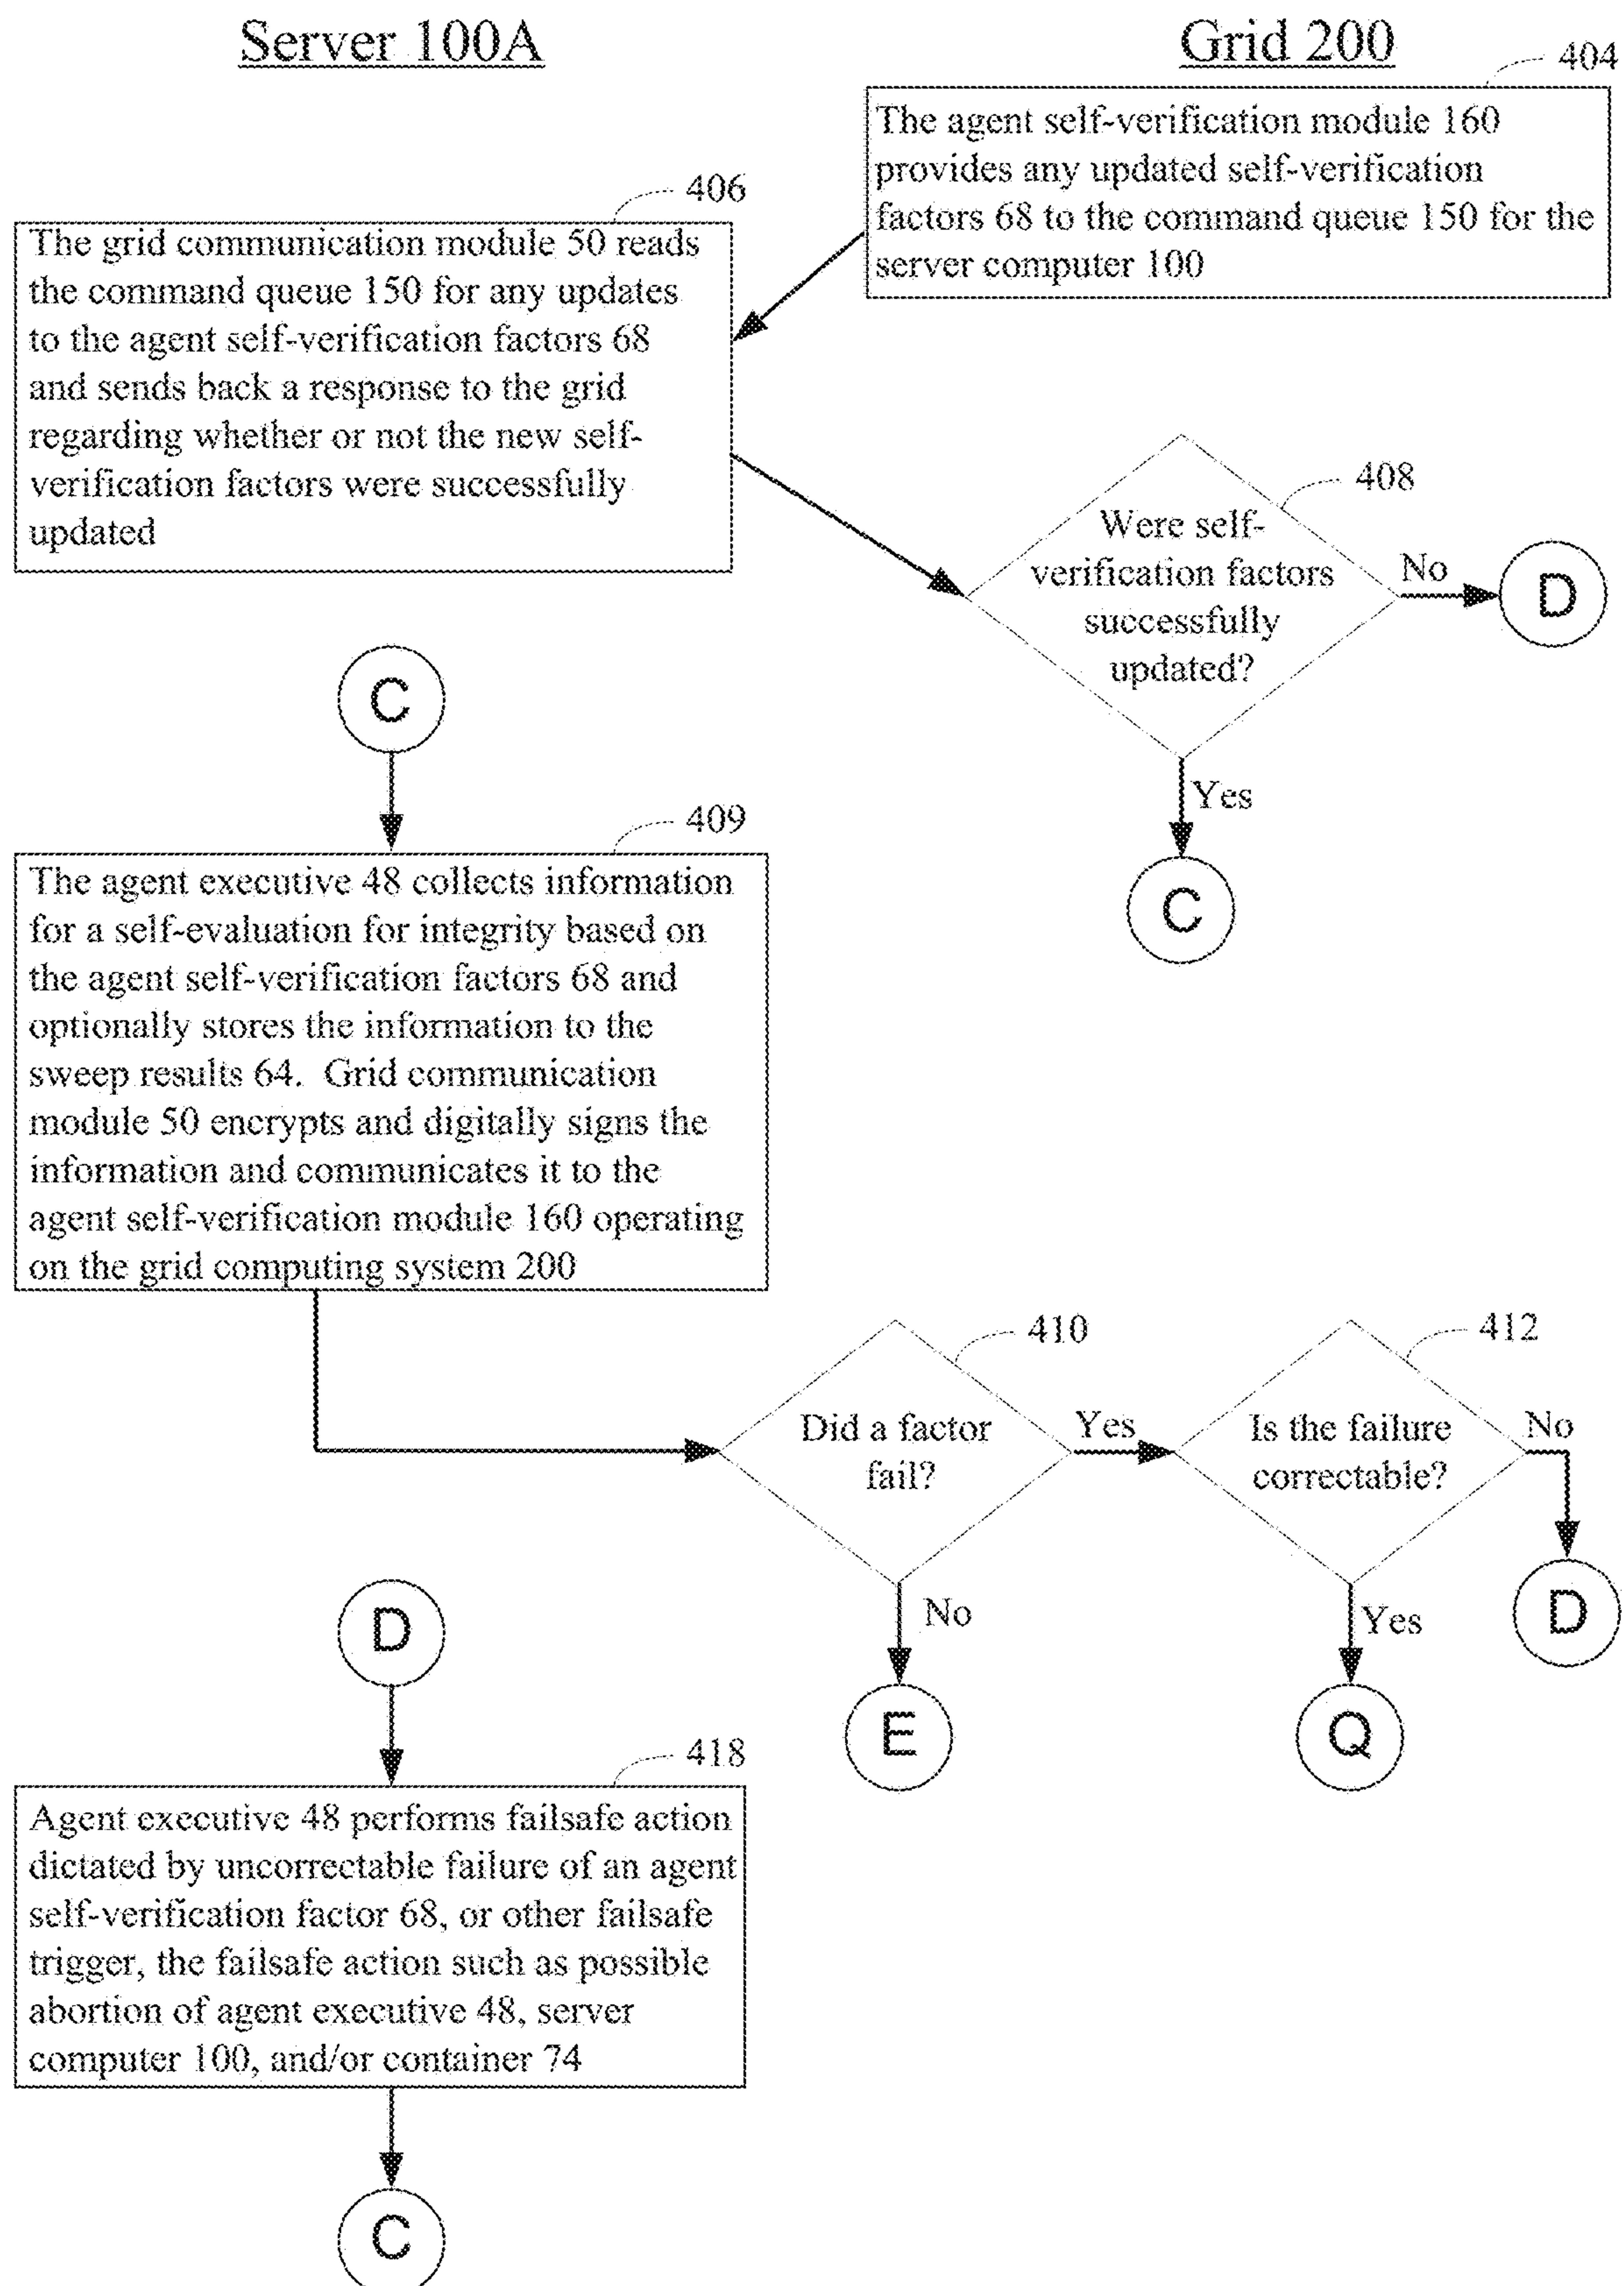 Server 100A
Grid 200
404
The agent self-verification module 160
provides any updated self-verification
factors 68 to the command queue 150 for the
server computer 100
406
The grid communication module 50 reads
the command queue 150 for any updates
to the agent self-verification factors 68
and sends back a response to the grid
regarding whether or not the new self-
verification factors were successfully
updated
408
Were self-
verification factors
successfully
updated?
No
D
Yes
C
C
409
The agent executive 48 collects information
for a self-evaluation for integrity based on
the agent self-verification factors 68 and
optionally stores the information to the
sweep results 64.  Grid communication
module 50 encrypts and digitally signs the
information and communicates it to the
agent self-verification module 160 operating
on the grid computing system 200
410
Did a factor
fail?
Yes
No
E
412
Is the failure
correctable?
No
D
Yes
Q
D
418
Agent executive 48 performs failsafe action
dictated by uncorrectable failure of an agent
self-verification factor 68, or other failsafe
trigger, the failsafe action such as possible
abortion of agent executive 48, server
computer 100, and/or container 74
C